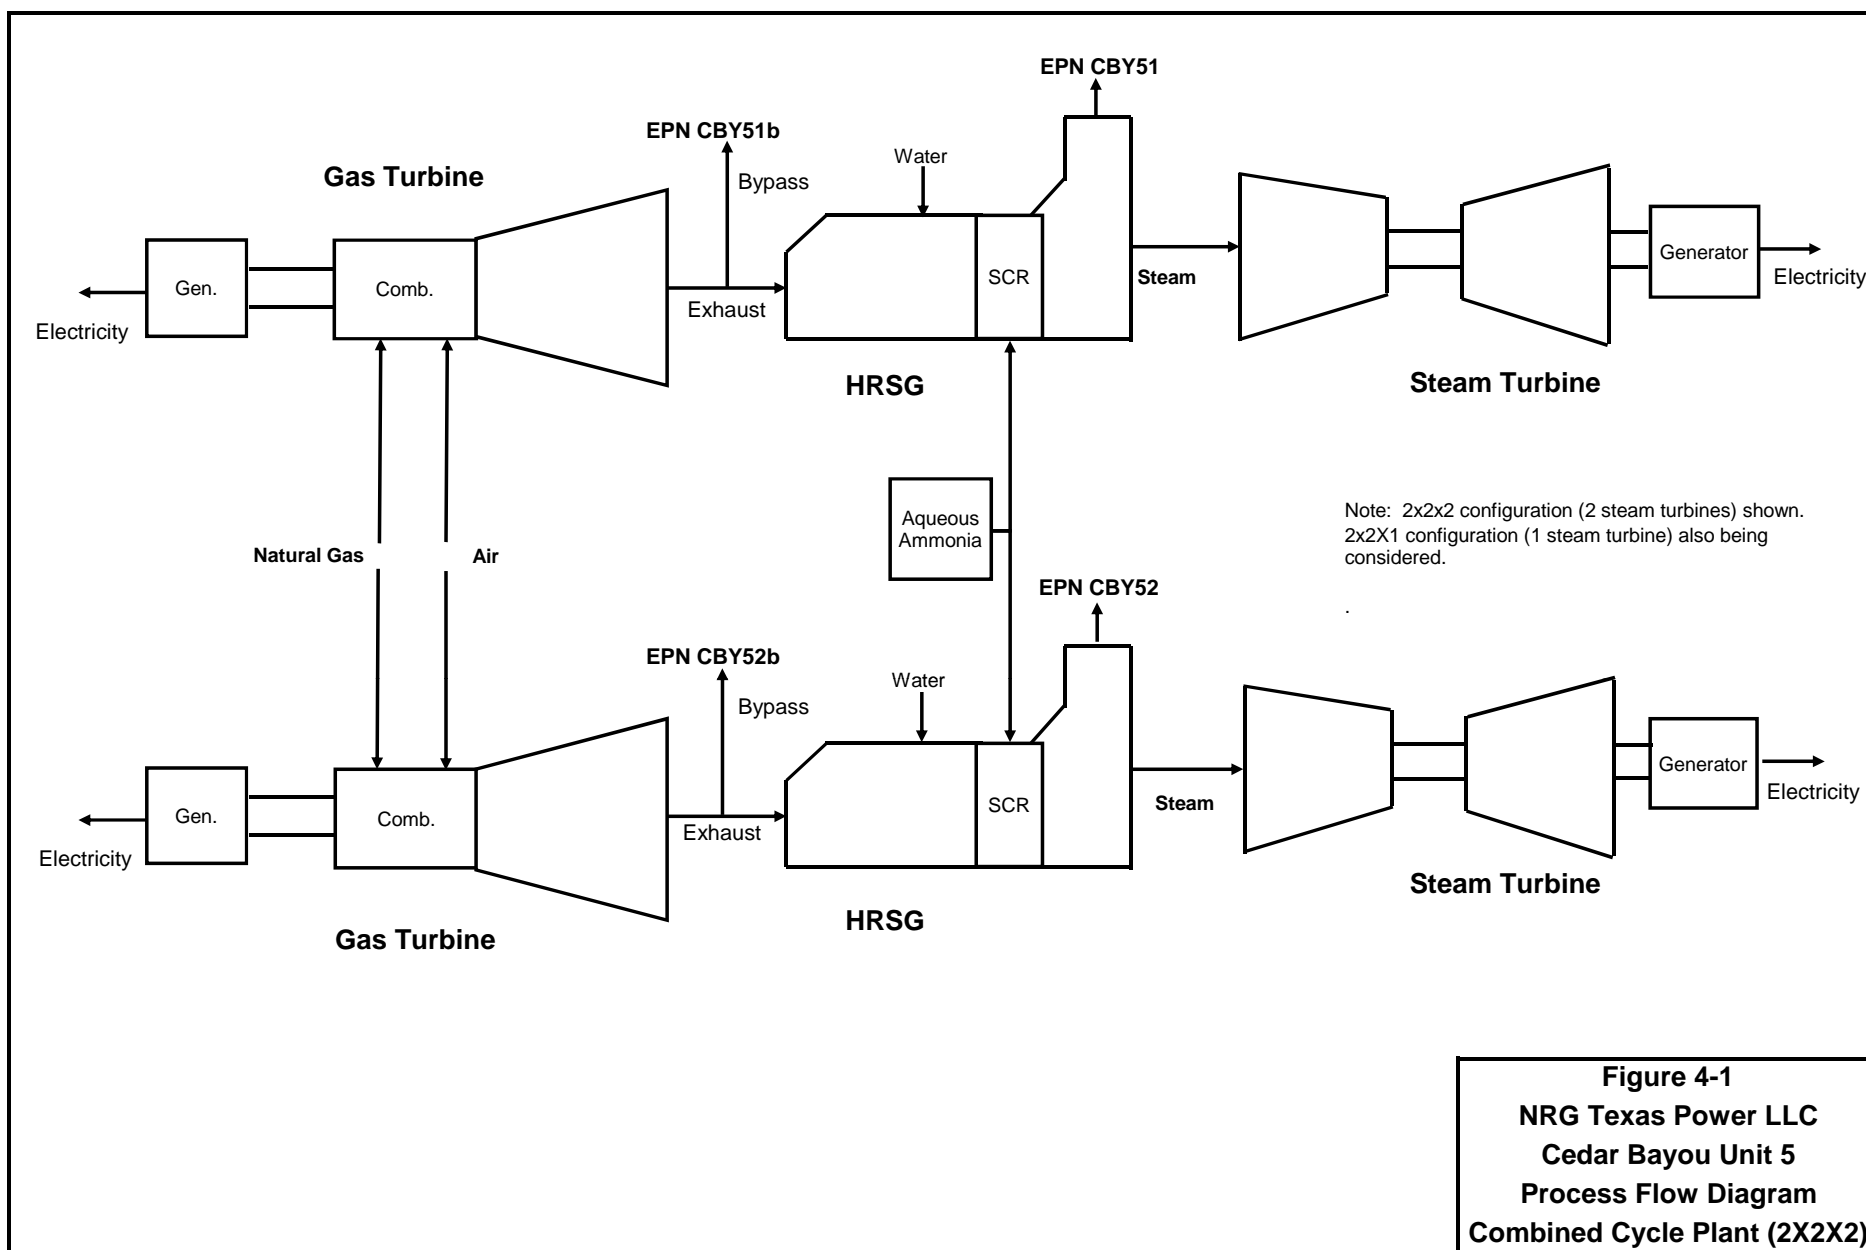 EPN CBY51
EPN CBY51b
Water
Gas Turbine
Bypass
Gen.
Comb.
SCR
Generator
Electricity
Exhaust
Steam
Electricity
HRSG
Steam Turbine
Aqueous
Ammonia
Note:  2x2x2 configuration (2 steam turbines) shown.
2x2X1 configuration (1 steam turbine) also being
considered.
.
Natural Gas
Air
EPN CBY52
EPN CBY52b
Water
Bypass
Gen.
Comb.
SCR
Generator
Electricity
Exhaust
Steam
Electricity
HRSG
Steam Turbine
Gas Turbine
Figure 4-1
NRG Texas Power LLC
Cedar Bayou Unit 5
Process Flow Diagram
Combined Cycle Plant (2X2X2)